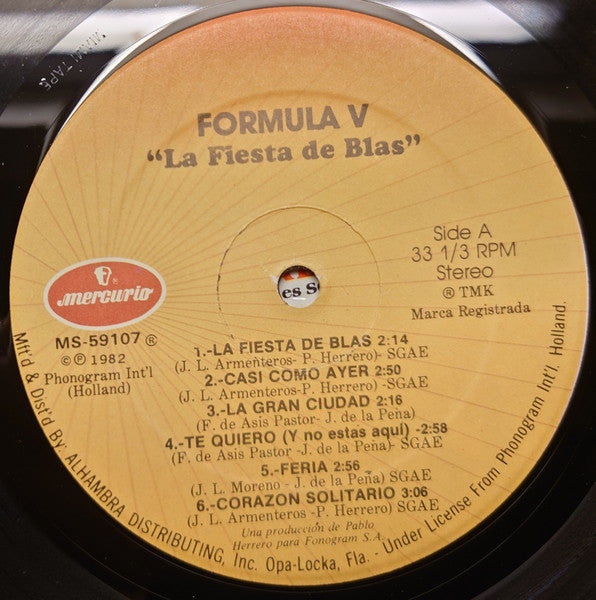 MIAMI TAPE
FORMULA V
"La Fiesta de Blas"
Side A
33 1/3 RPM
Stereo
® TMK
Marca Registrada
mercurio
MS-59107 ®
© ℗ 1982
Phonogram Int'l
(Holland)
es S
1.-LA FIESTA DE BLAS 2:14
(J. L. Armenteros- P. Herrero)- SGAE
2.-CASI COMO AYER 2:50
(J. L. Armenteros- P. Herrero) SGAE
3.-LA GRAN CIUDAD 2:16
(F. de Asis Pastor- J. de la Peña)
4.-TE QUIERO (Y no estas aquí) -2:58
(F. de Asis Pastor -J. de la Peña)- SGAE
5.-FERIA 2:56
(J. L. Moreno - J. de la Peña) SGAE
6.-CORAZON SOLITARIO 3:06
(J. L. Armenteros -P. Herrero) SGAE
Una producción de Pablo
Herrero para Fonogram S.A.
Mft'd & Dist'd By: ALHAMBRA DISTRIBUTING, Inc. Opa-Locka, Fla. - Under License From Phonogram Int'l. Holland.